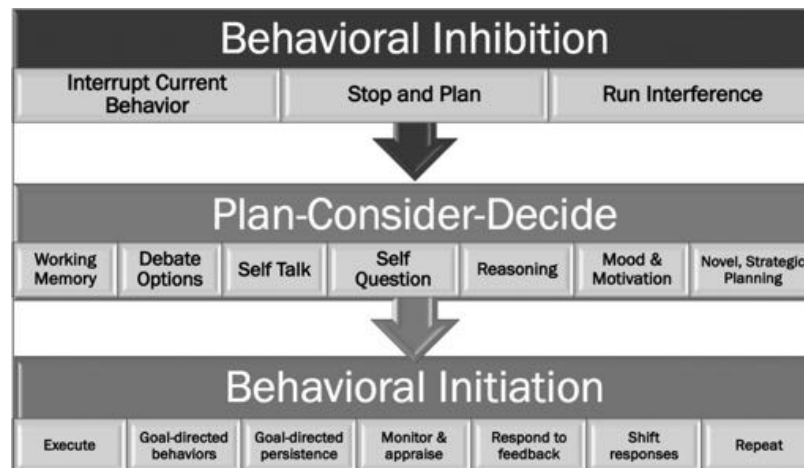 Behavioral Inhibition
Interrupt Current
Behavior
Stop and Plan
Run Interference
Plan-Consider-Decide
Working
Memory
Debate
Options
Self Talk
Self
Question
Reasoning
Mood &
Motivation
Novel, Strategic
Planning
Behavioral Initiation
Execute
Goal-directed
behaviors
Goal-directed
persistence
Monitor &
appraise
Respond to
feedback
Shift
responses
Repeat